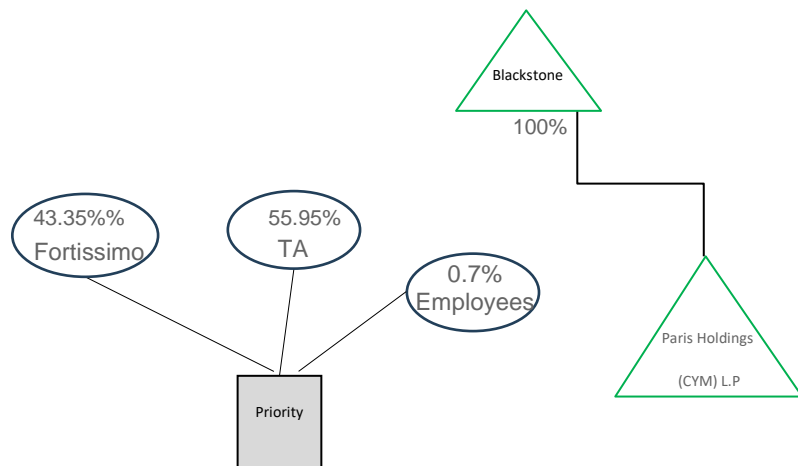 Blackstone
100%
43.35%%
Fortissimo
55.95%
TA
0.7%
Employees
Paris Holdings
(CYM) L.P
Priority